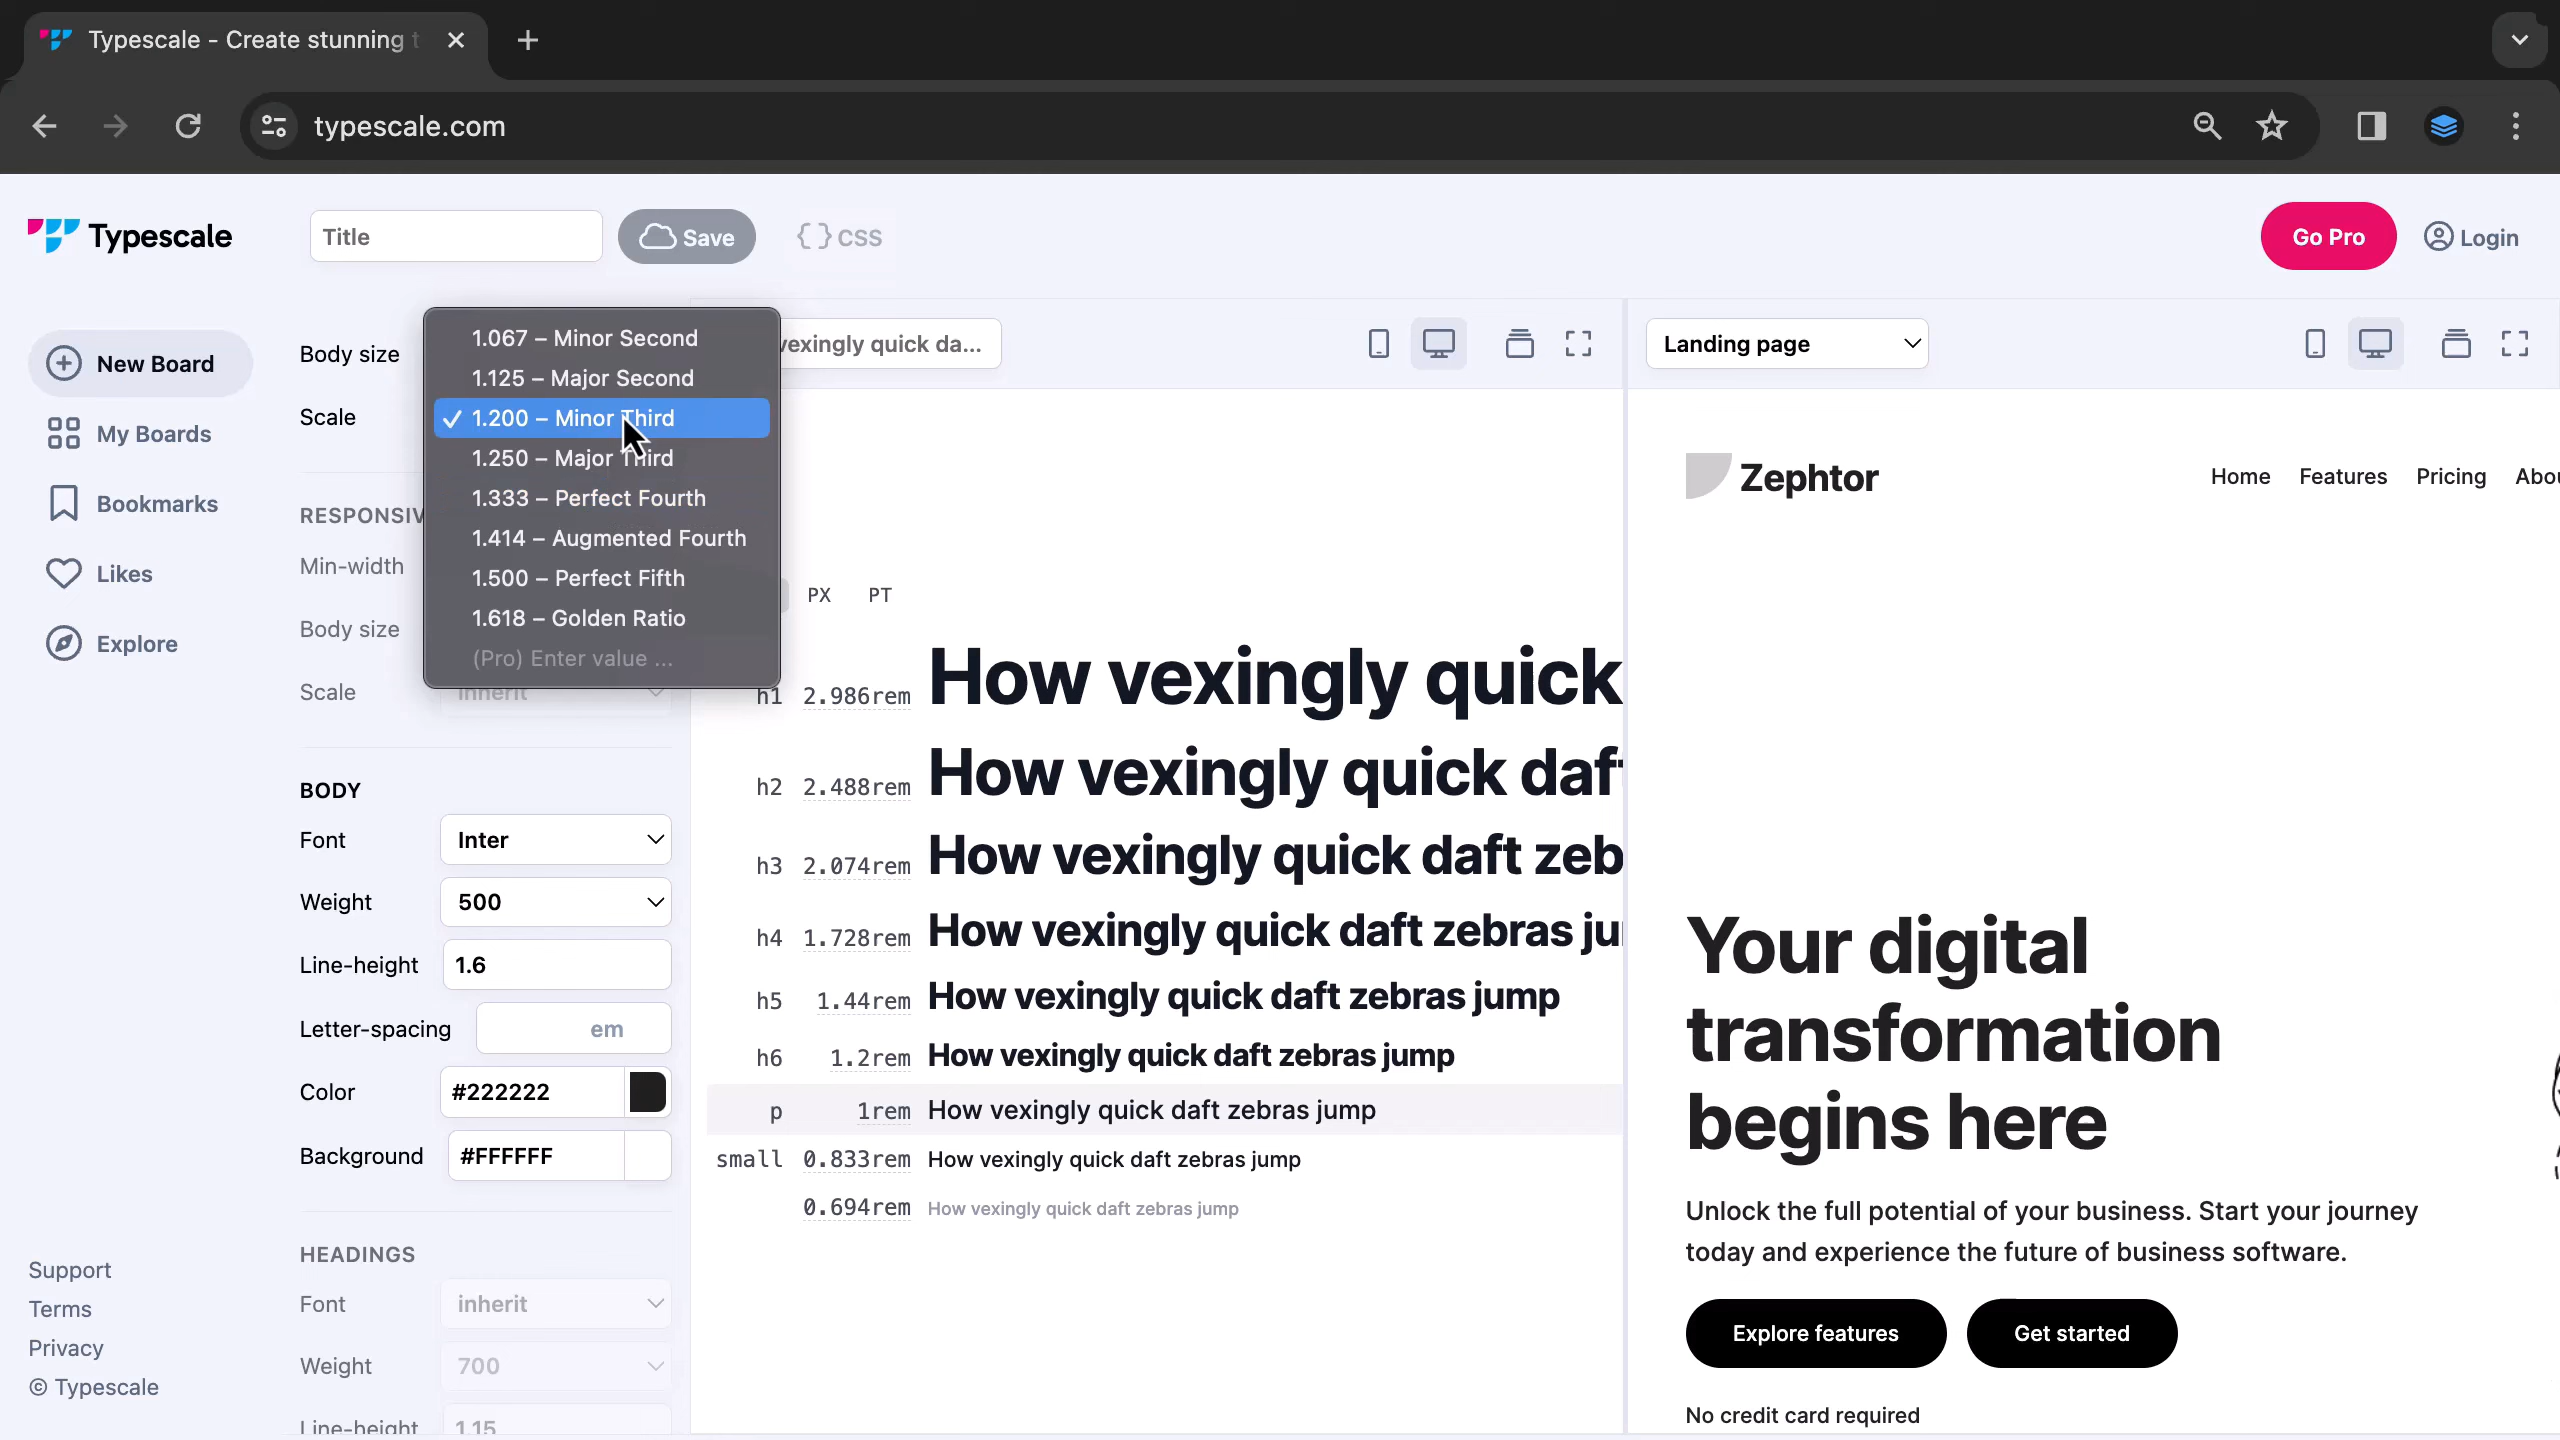 Typescale - Create stunning t
typescale.com
Typescale
Title
Save
{ } CSS
Go Pro
Login
New Board
My Boards
Bookmarks
Likes
Explore
Support
Terms
Privacy
© Typescale
Body size
Scale
1.067 – Minor Second
1.125 – Major Second
✓ 1.200 – Minor Third
1.250 – Major Third
1.333 – Perfect Fourth
1.414 – Augmented Fourth
1.500 – Perfect Fifth
1.618 – Golden Ratio
(Pro) Enter value ...
RESPONSIV
Min-width
Body size
Scale inherit
BODY
Font Inter
Weight 500
Line-height 1.6
Letter-spacing em
Color #222222
Background #FFFFFF
HEADINGS
Font inherit
Weight 700
Line-height 1.15
vexingly quick da...
PX PT
h1 2.986rem How vexingly quick
h2 2.488rem How vexingly quick daft
h3 2.074rem How vexingly quick daft zeb
h4 1.728rem How vexingly quick daft zebras ju
h5 1.44rem How vexingly quick daft zebras jump
h6 1.2rem How vexingly quick daft zebras jump
p 1rem How vexingly quick daft zebras jump
small 0.833rem How vexingly quick daft zebras jump
0.694rem How vexingly quick daft zebras jump
Landing page
Zephtor
Home Features Pricing Abou
Your digital
transformation
begins here
Unlock the full potential of your business. Start your journey
today and experience the future of business software.
Explore features
Get started
No credit card required